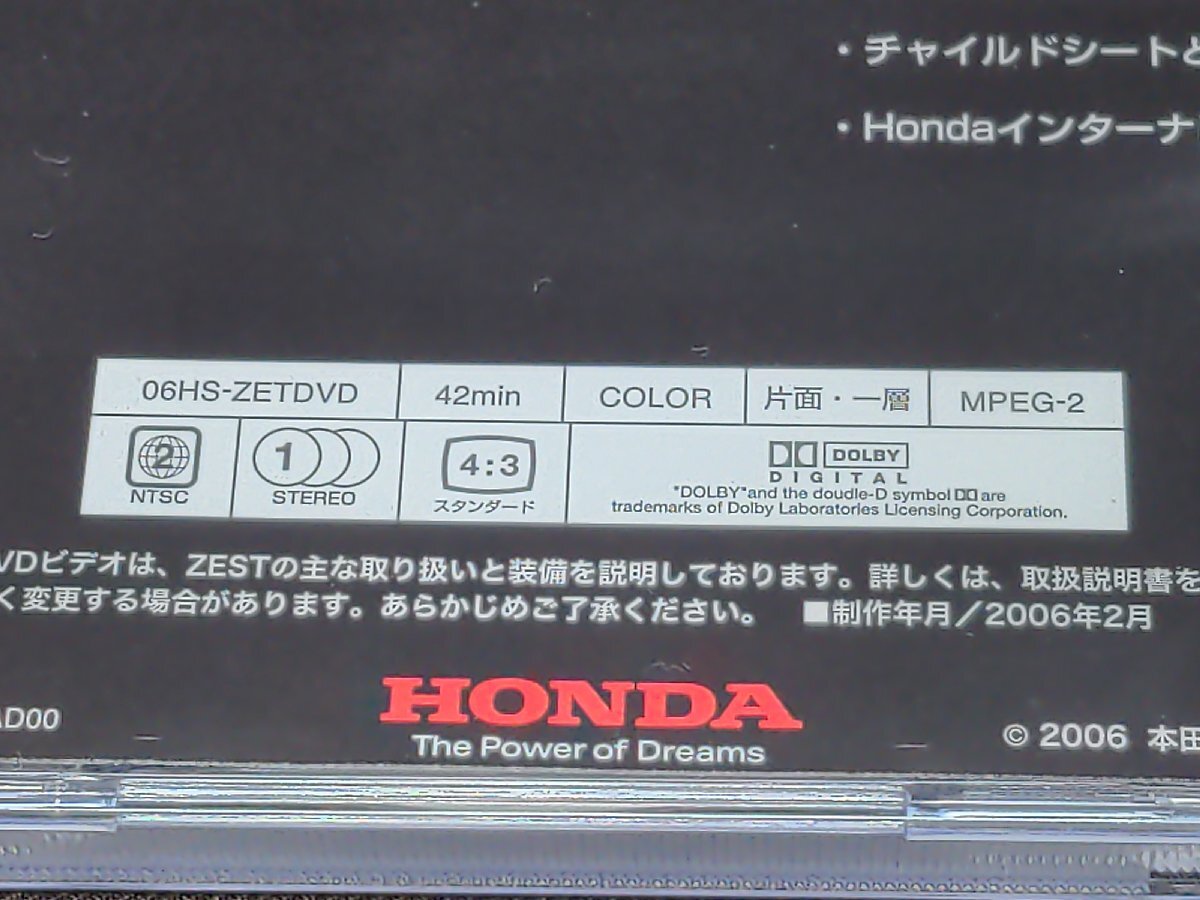 ・チャイルドシートと
・Hondaインターナ
06HS-ZETDVD 42min COLOR 片面・一層 MPEG-2
2 1 4:3 DOLBY
NTSC STEREO スタンダード DIGITAL
"DOLBY"and the doudle-D symbol are
trademarks of Dolby Laboratories Licensing Corporation.
VDビデオは、ZESTの主な取り扱いと装備を説明しております。詳しくは、取扱説明書を
く変更する場合があります。あらかじめご了承ください。 ■制作年月／2006年2月
HONDA
The Power of Dreams
AD00
© 2006 本田